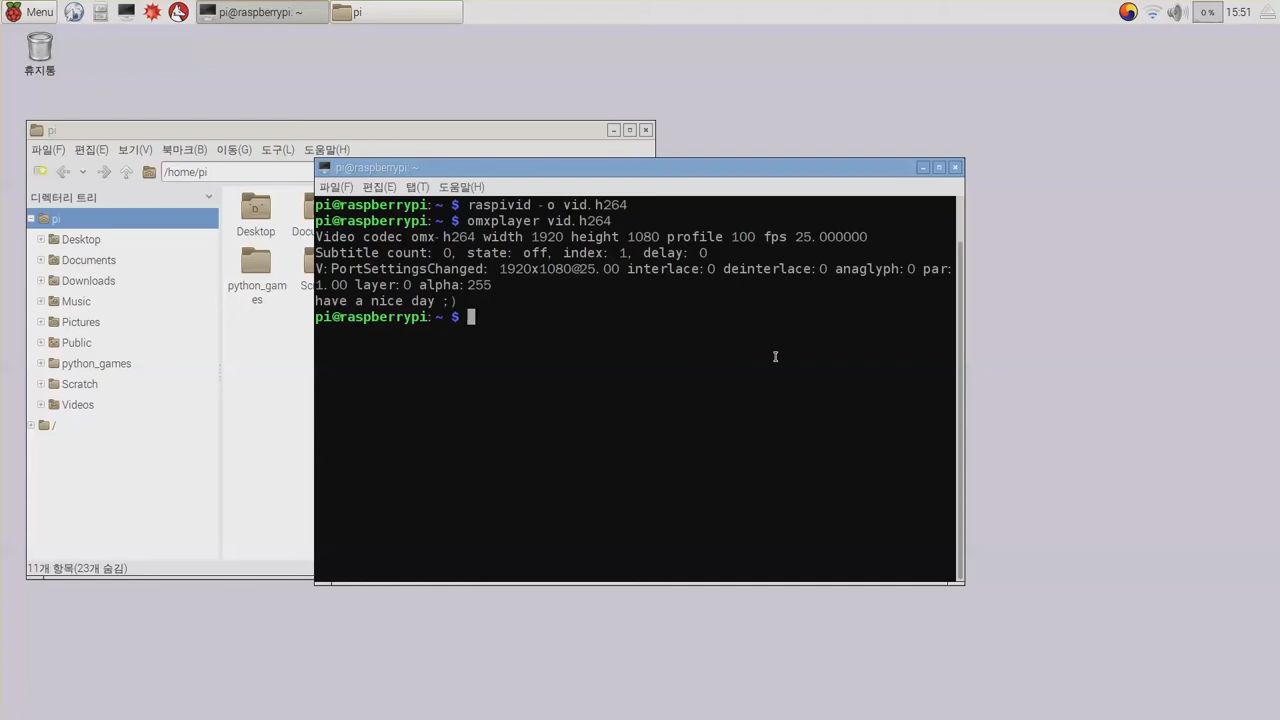 Menu
pi@raspberrypi: ~
pi
0 %
15:51
휴지통
pi
파일(F) 편집(E) 보기(V) 북마크(B) 이동(G) 도구(L) 도움말(H)
/home/pi
디렉터리 트리
pi
Desktop
Documents
Downloads
Music
Pictures
Public
python_games
Scratch
Videos
/
Desktop
python_ga
mes
11개 항목(23개 숨김)
pi@raspberrypi: ~
파일(F) 편집(E) 탭(T) 도움말(H)
pi@raspberrypi: ~ $ raspivid -o vid.h264
pi@raspberrypi: ~ $ omxplayer vid.h264
Video codec omx-h264 width 1920 height 1080 profile 100 fps 25.000000
Subtitle count: 0, state: off, index: 1, delay: 0
V:PortSettingsChanged: 1920x1080@25.00 interlace:0 deinterlace:0 anaglyph:0 par:
1.00 layer:0 alpha:255
have a nice day ;)
pi@raspberrypi: ~ $